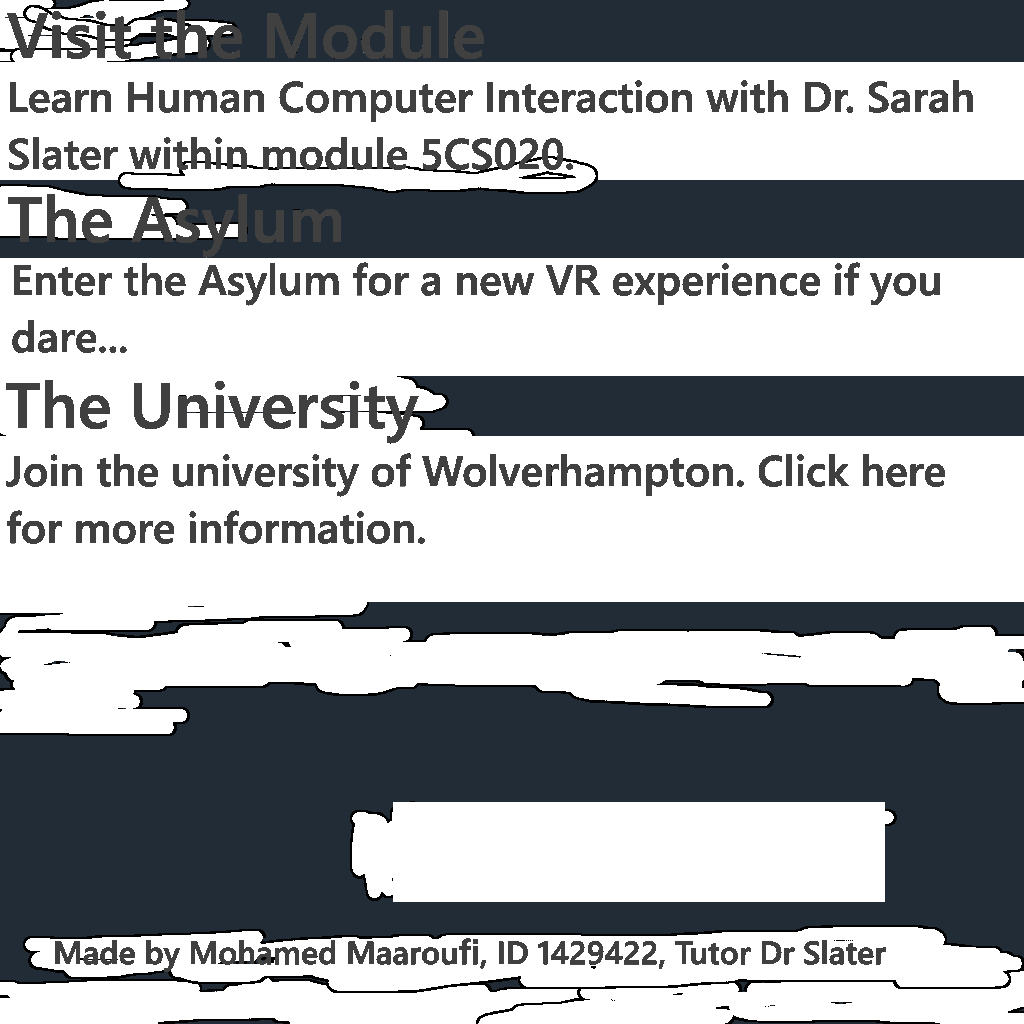 Visit the Module
Learn Human Computer Interaction with Dr. Sarah
Slater within module 5CS020.
The Asylum
Enter the Asylum for a new VR experience if you
dare...
The University
Join the university of Wolverhampton. Click here
for more information.
Made by Mohamed Maaroufi, ID 1429422, Tutor Dr Slater